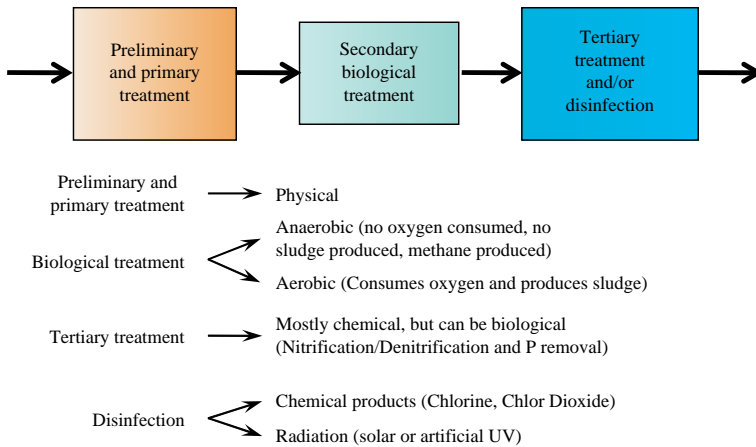 Preliminary
and primary
treatment
Secondary
biological
treatment
Tertiary
treatment
and/or
disinfection
Preliminary and
primary treatment
Physical
Biological treatment
Anaerobic (no oxygen consumed, no
sludge produced, methane produced)
Aerobic (Consumes oxygen and produces sludge)
Tertiary treatment
Mostly chemical, but can be biological
(Nitrification/Denitrification and P removal)
Disinfection
Chemical products (Chlorine, Chlor Dioxide)
Radiation (solar or artificial UV)